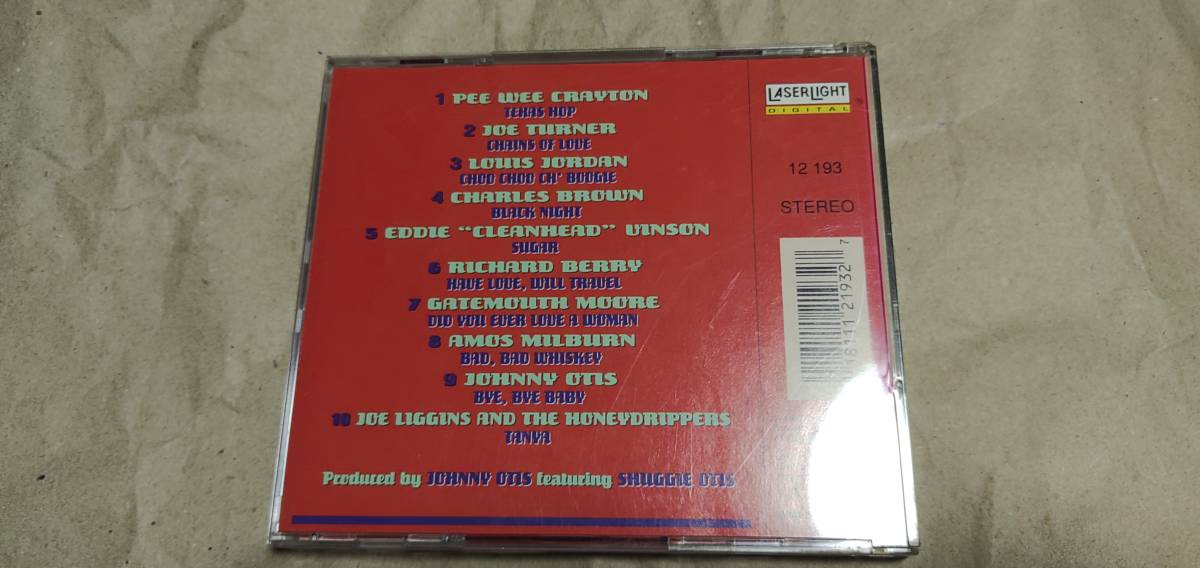 1 PEE WEE CRAYTON
TEXAS HOP
2 JOE TURNER
CHAINS OF LOVE
3 LOUIS JORDAN
CHOO CHOO CH' BOOGIE
4 CHARLES BROWN
BLACK NIGHT
5 EDDIE "CLEANHEAD" VINSON
SUGAR
6 RICHARD BERRY
HAVE LOVE, WILL TRAVEL
7 GATEMOUTH MOORE
DID YOU EVER LOVE A WOMAN
8 AMOS MILBURN
BAD, BAD WHISKEY
9 JOHNNY OTIS
BYE, BYE BABY
10 JOE LIGGINS AND THE HONEYDRIPPERS
TANYA
Produced by JOHNNY OTIS featuring SHUGGIE OTIS
LASERLIGHT
DIGITAL
12 193
STEREO
18111 21932 7